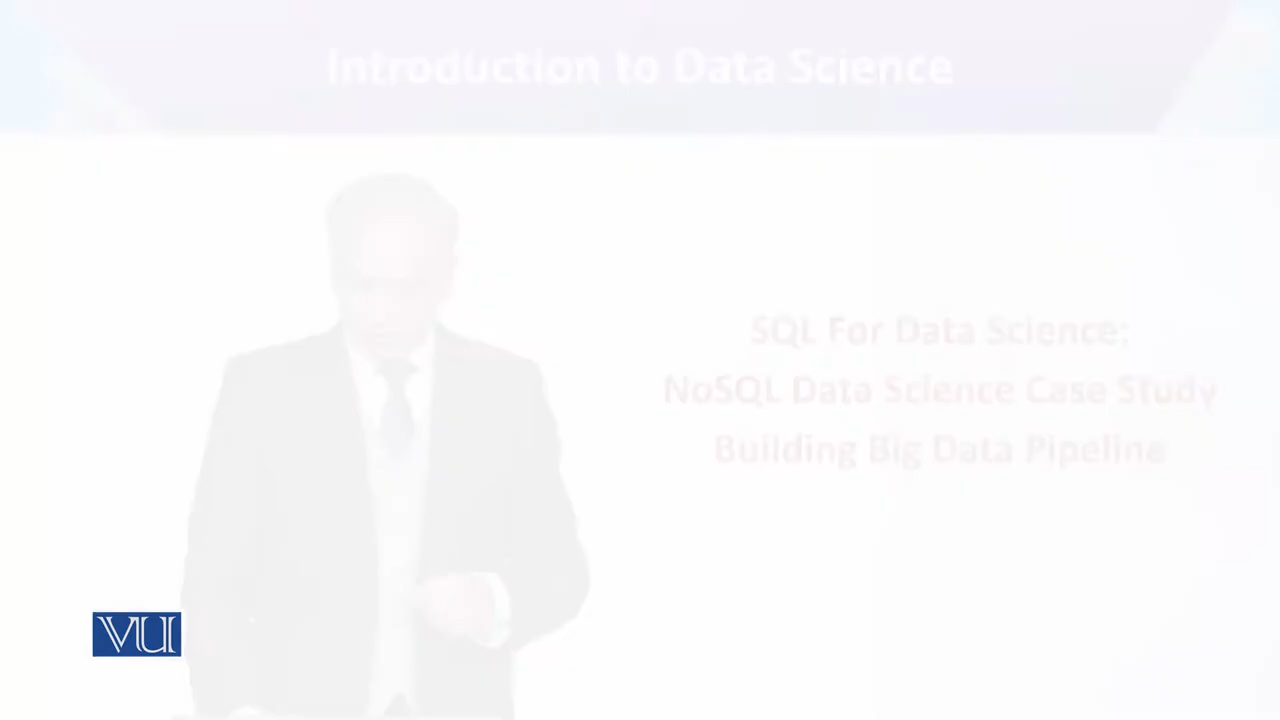 Introduction to Data Science
SQL For Data Science:
NoSQL Data Science Case Study
Building Big Data Pipeline
VU